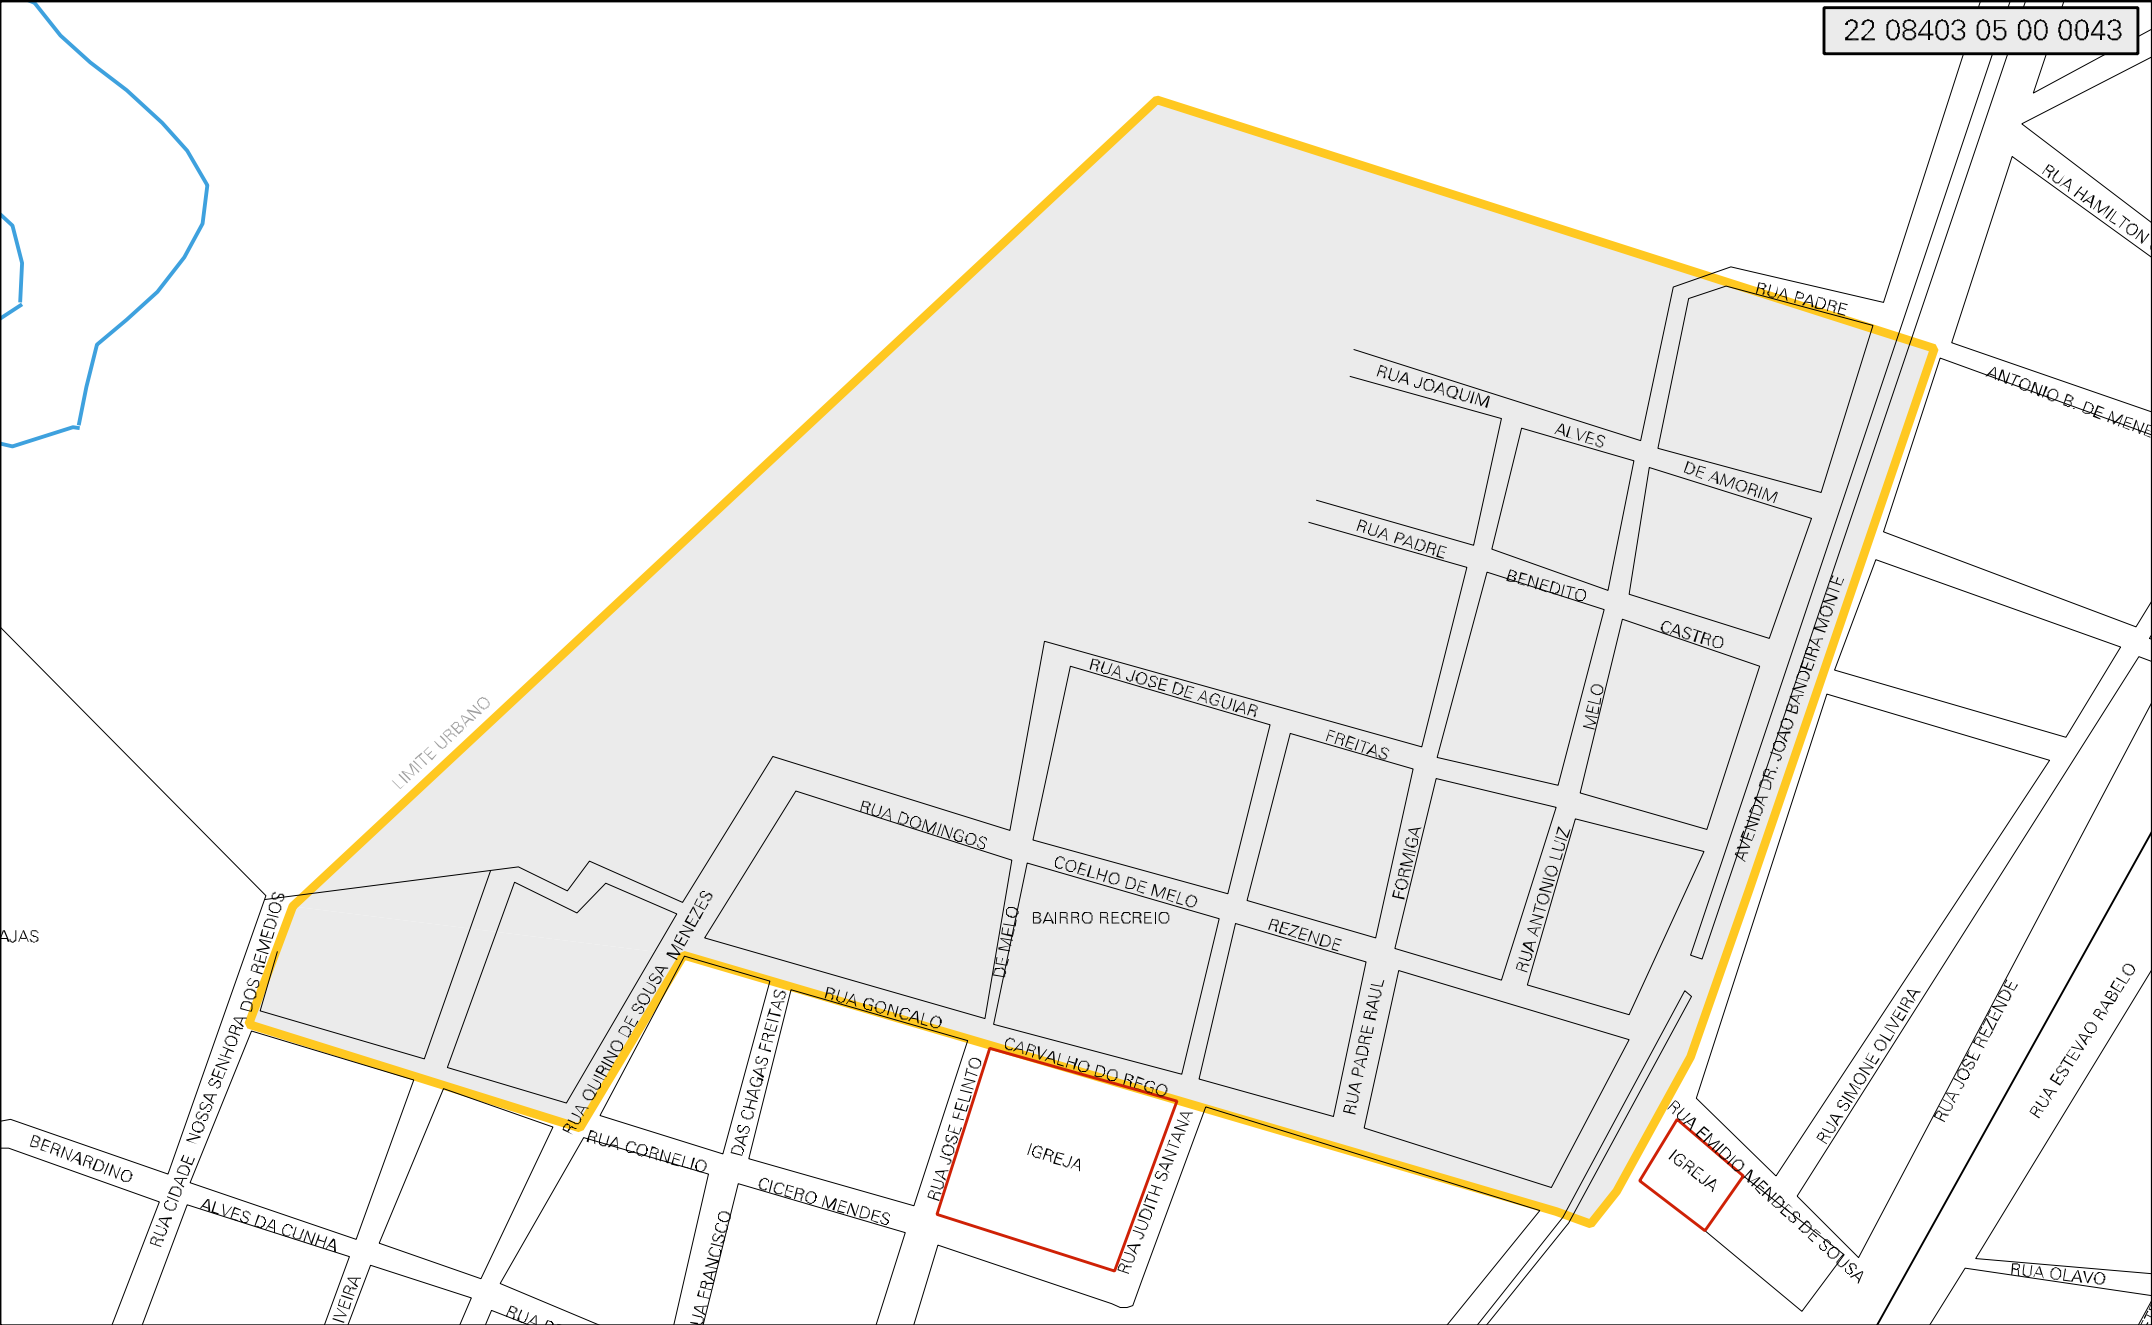 22 08403 05 00 0043
RUA HAMILTON
RUA PADRE
ANTONIO B. DE MENE
RUA JOAQUIM
ALVES
DE AMORIM
RUA PADRE
BENEDITO
CASTRO
AVENIDA DR. JOAO BANDEIRA MONTE
MELO
RUA JOSE DE AGUIAR
FREITAS
LIMITE URBANO
RUA DOMINGOS
COELHO DE MELO
REZENDE
BAIRRO RECREIO
DE MELO
FORMIGA
RUA ANTONIO LUIZ
RUA PADRE RAUL
AJAS
RUA CIDADE NOSSA SENHORA DOS REMEDIOS
RUA QUIRINO DE SOUSA MENEZES
DAS CHAGAS FREITAS
RUA GONCALO
CARVALHO DO REGO
RUA JOSE FELINTO
IGREJA
RUA JUDITH SANTANA
RUA EMIDIO MENDES DE SOUSA
IGREJA
RUA SIMONE OLIVEIRA
RUA JOSE REZENDE
RUA ESTEVAO RABELO
BERNARDINO
ALVES DA CUNHA
RUA CORNELIO
CICERO MENDES
UA FRANCISCO
IVEIRA
RUA
RUA OLAVO